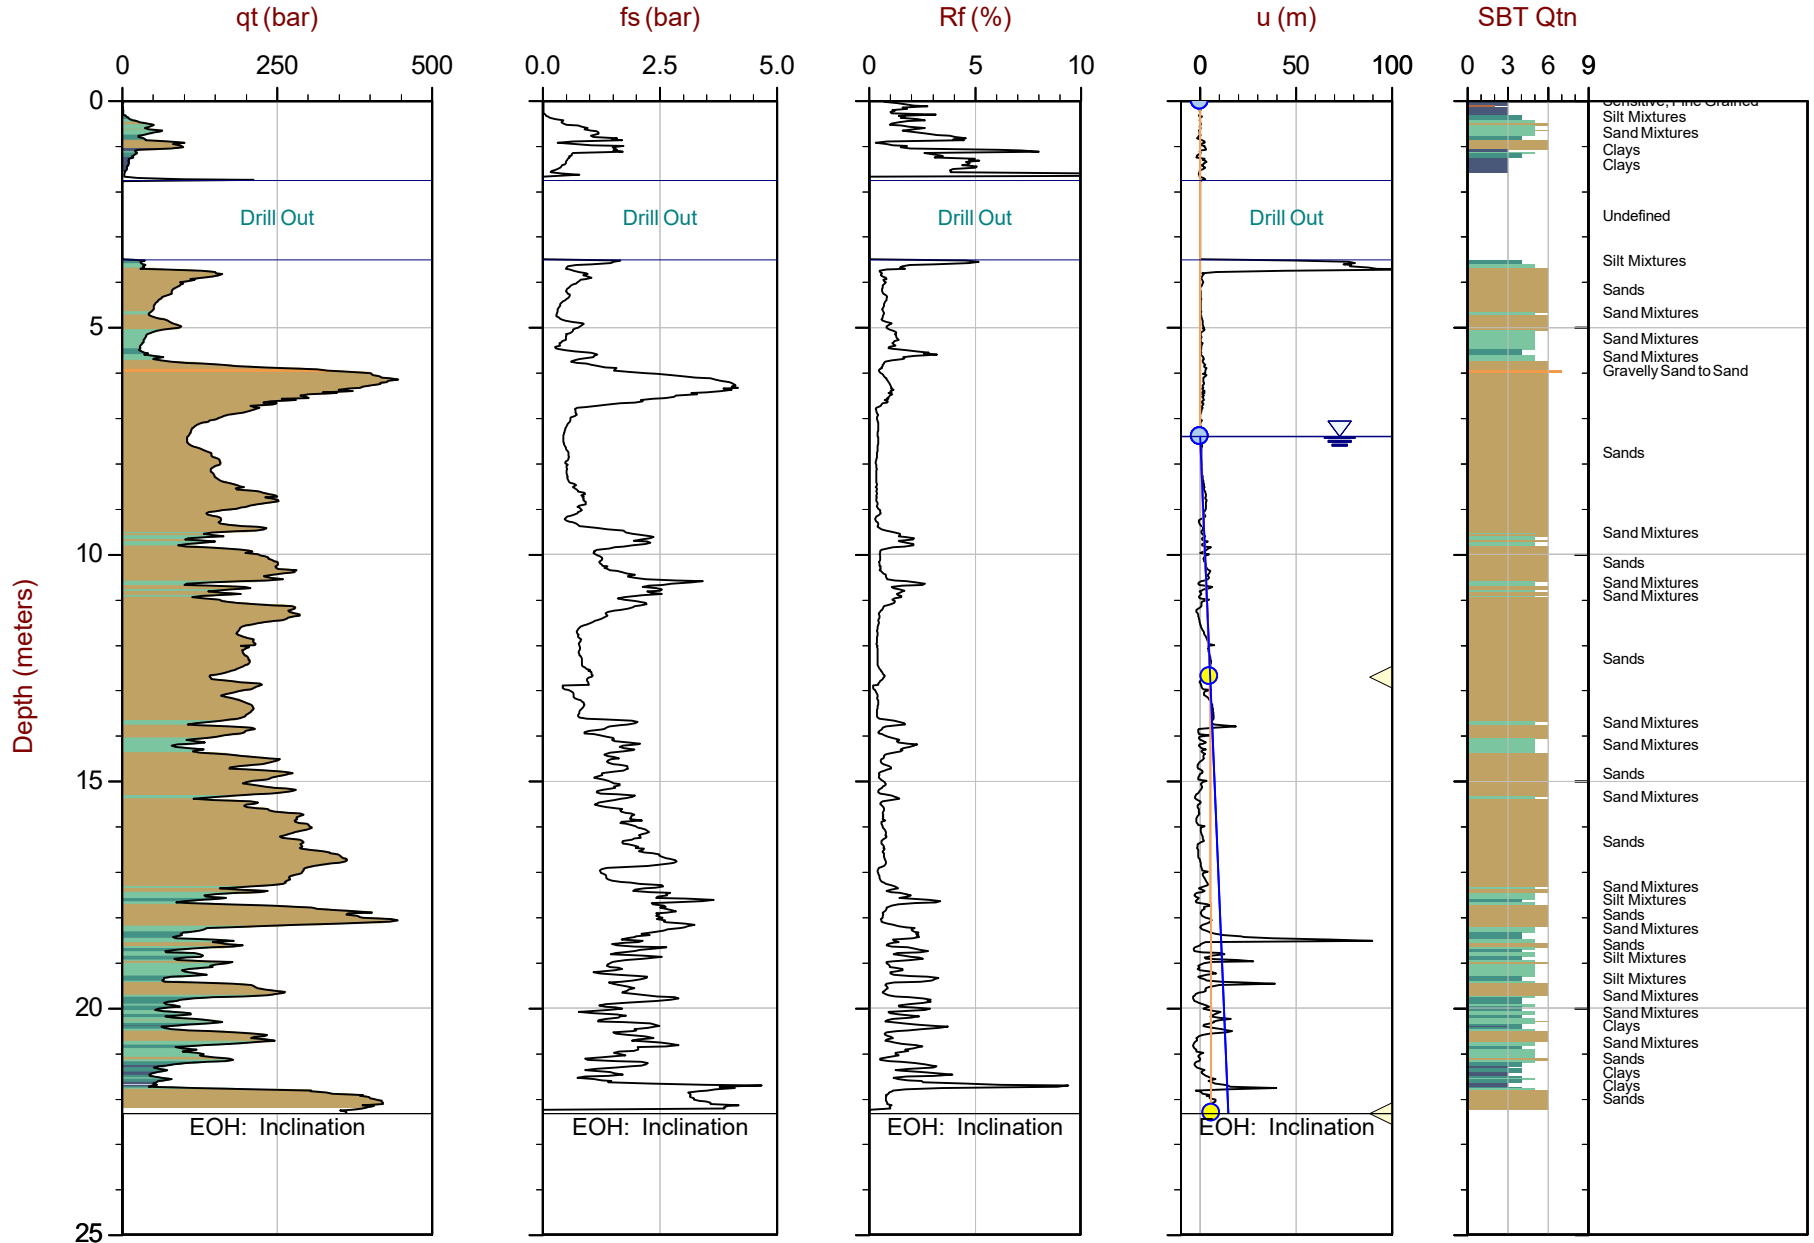 qt (bar) fs (bar) Rf (%) u (m) SBT Qtn
0 250 500 0.0 2.5 5.0 0 5 10 0 50 100 0 3 6 9
0
5
10
15
20
25
Depth (meters)
Drill Out Drill Out Drill Out Drill Out
EOH: Inclination EOH: Inclination EOH: Inclination EOH: Inclination
Sensitive, Fine Grained
Silt Mixtures
Sand Mixtures
Clays
Clays
Undefined
Silt Mixtures
Sands
Sand Mixtures
Sand Mixtures
Sand Mixtures
Gravelly Sand to Sand
Sands
Sand Mixtures
Sands
Sand Mixtures
Sand Mixtures
Sands
Sand Mixtures
Sand Mixtures
Sands
Sand Mixtures
Sands
Sand Mixtures
Silt Mixtures
Sands
Sand Mixtures
Sands
Silt Mixtures
Silt Mixtures
Sand Mixtures
Sand Mixtures
Clays
Sand Mixtures
Sands
Clays
Clays
Sands